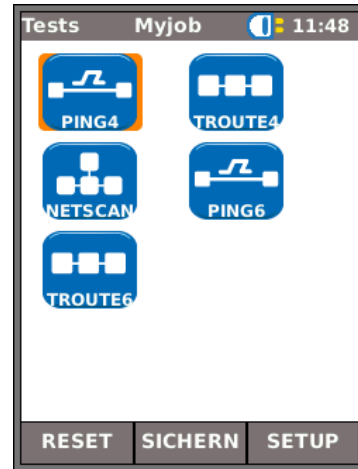 Tests Myjob 11:48
PING4 TROUTE4
NETSCAN PING6
TROUTE6
RESET SICHERN SETUP